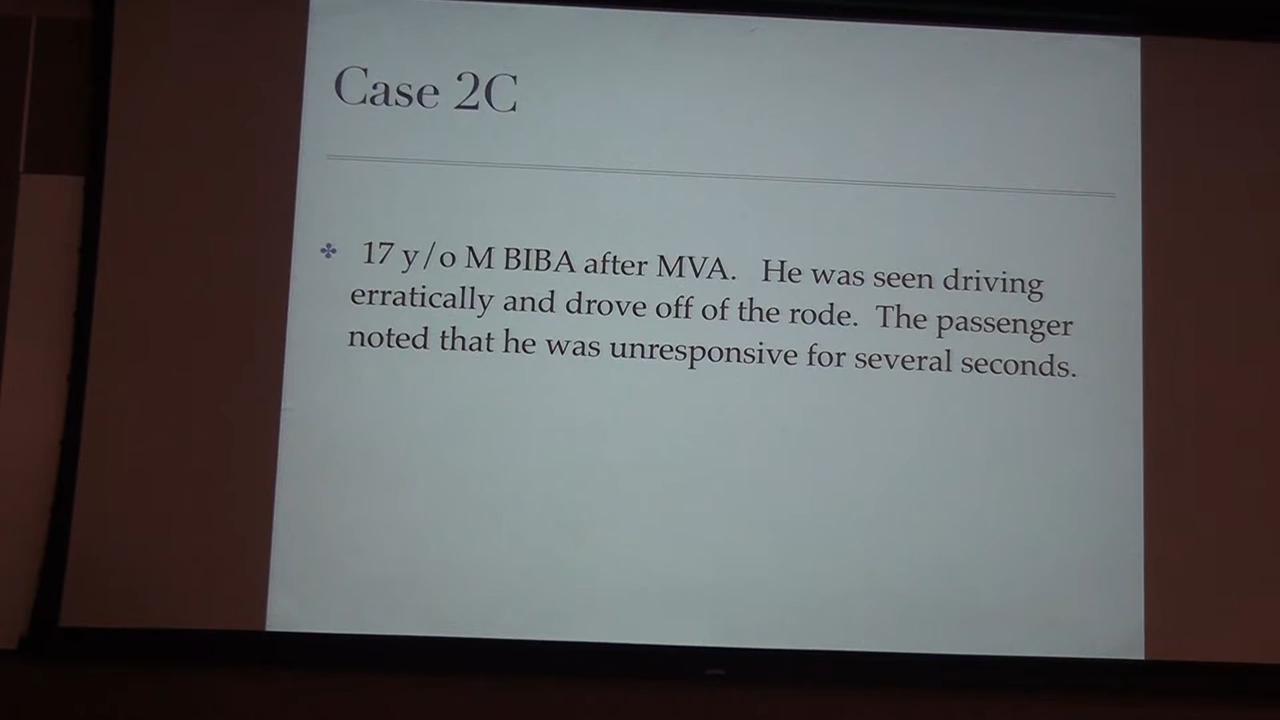 Case 2C
17 y/o M BIBA after MVA. He was seen driving
erratically and drove off of the rode. The passenger
noted that he was unresponsive for several seconds.